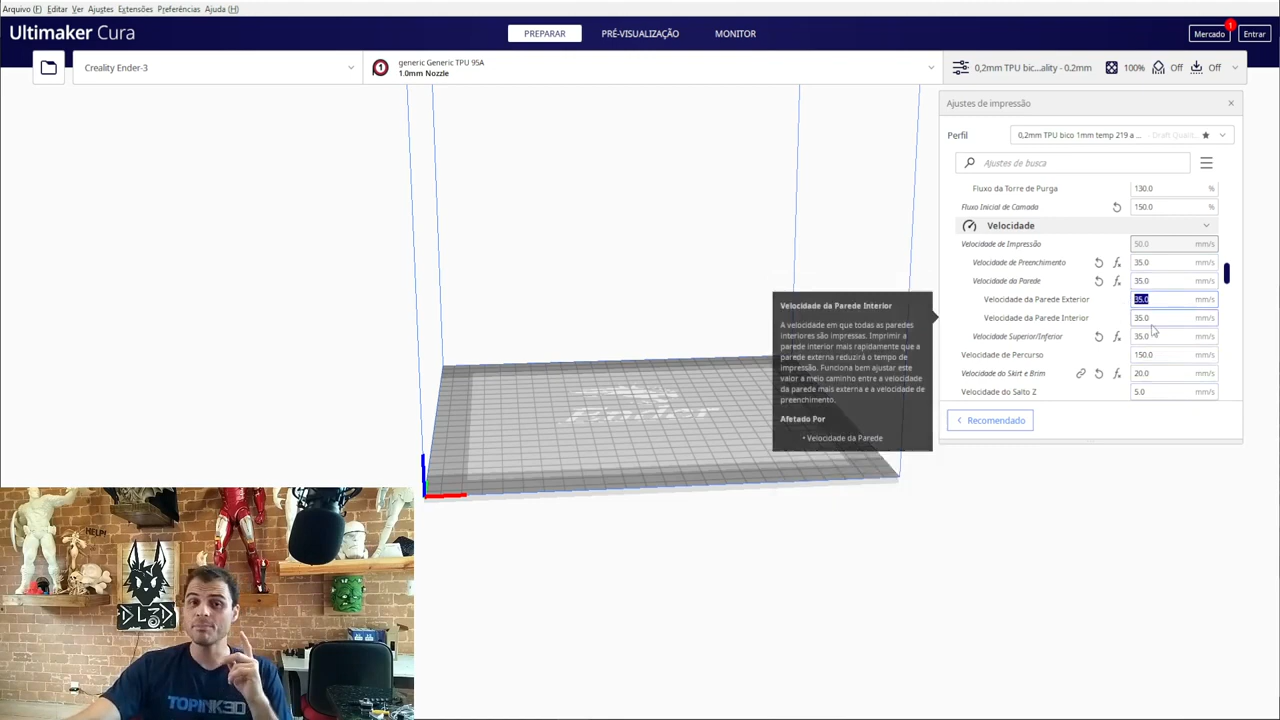 Arquivo (F) Editar Ver Ajustes Extensões Preferências Ajuda (H)
Ultimaker Cura
PREPARAR PRÉ-VISUALIZAÇÃO MONITOR
Mercado 1 Entrar
Creality Ender-3
1
generic Generic TPU 95A
1.0mm Nozzle
0,2mm TPU bic...ality - 0.2mm 100% Off Off
Ajustes de impressão
Perfil 0,2mm TPU bico 1mm temp 219 a ... Draft Qualit...
Ajustes de busca
Fluxo da Torre de Purga 130.0 %
Fluxo Inicial de Camada 150.0 %
Velocidade
Velocidade de Impressão 50.0 mm/s
Velocidade de Preenchimento 35.0 mm/s
Velocidade da Parede 35.0 mm/s
Velocidade da Parede Exterior 35.0 mm/s
Velocidade da Parede Interior 35.0 mm/s
Velocidade Superior/Inferior 35.0 mm/s
Velocidade de Percurso 150.0 mm/s
Velocidade do Skirt e Brim 20.0 mm/s
Velocidade do Salto Z 5.0 mm/s
Recomendado
Velocidade da Parede Interior
A velocidade em que todas as paredes
interiores são impressas. Imprimir a
parede interior mais rapidamente que a
parede externa reduzirá o tempo de
impressão. Funciona bem ajustar este
valor a meio caminho entre a velocidade
da parede mais externa e a velocidade de
preenchimento.
Afetado Por
• Velocidade da Parede
HELP!
DL3D
TOPINK3D